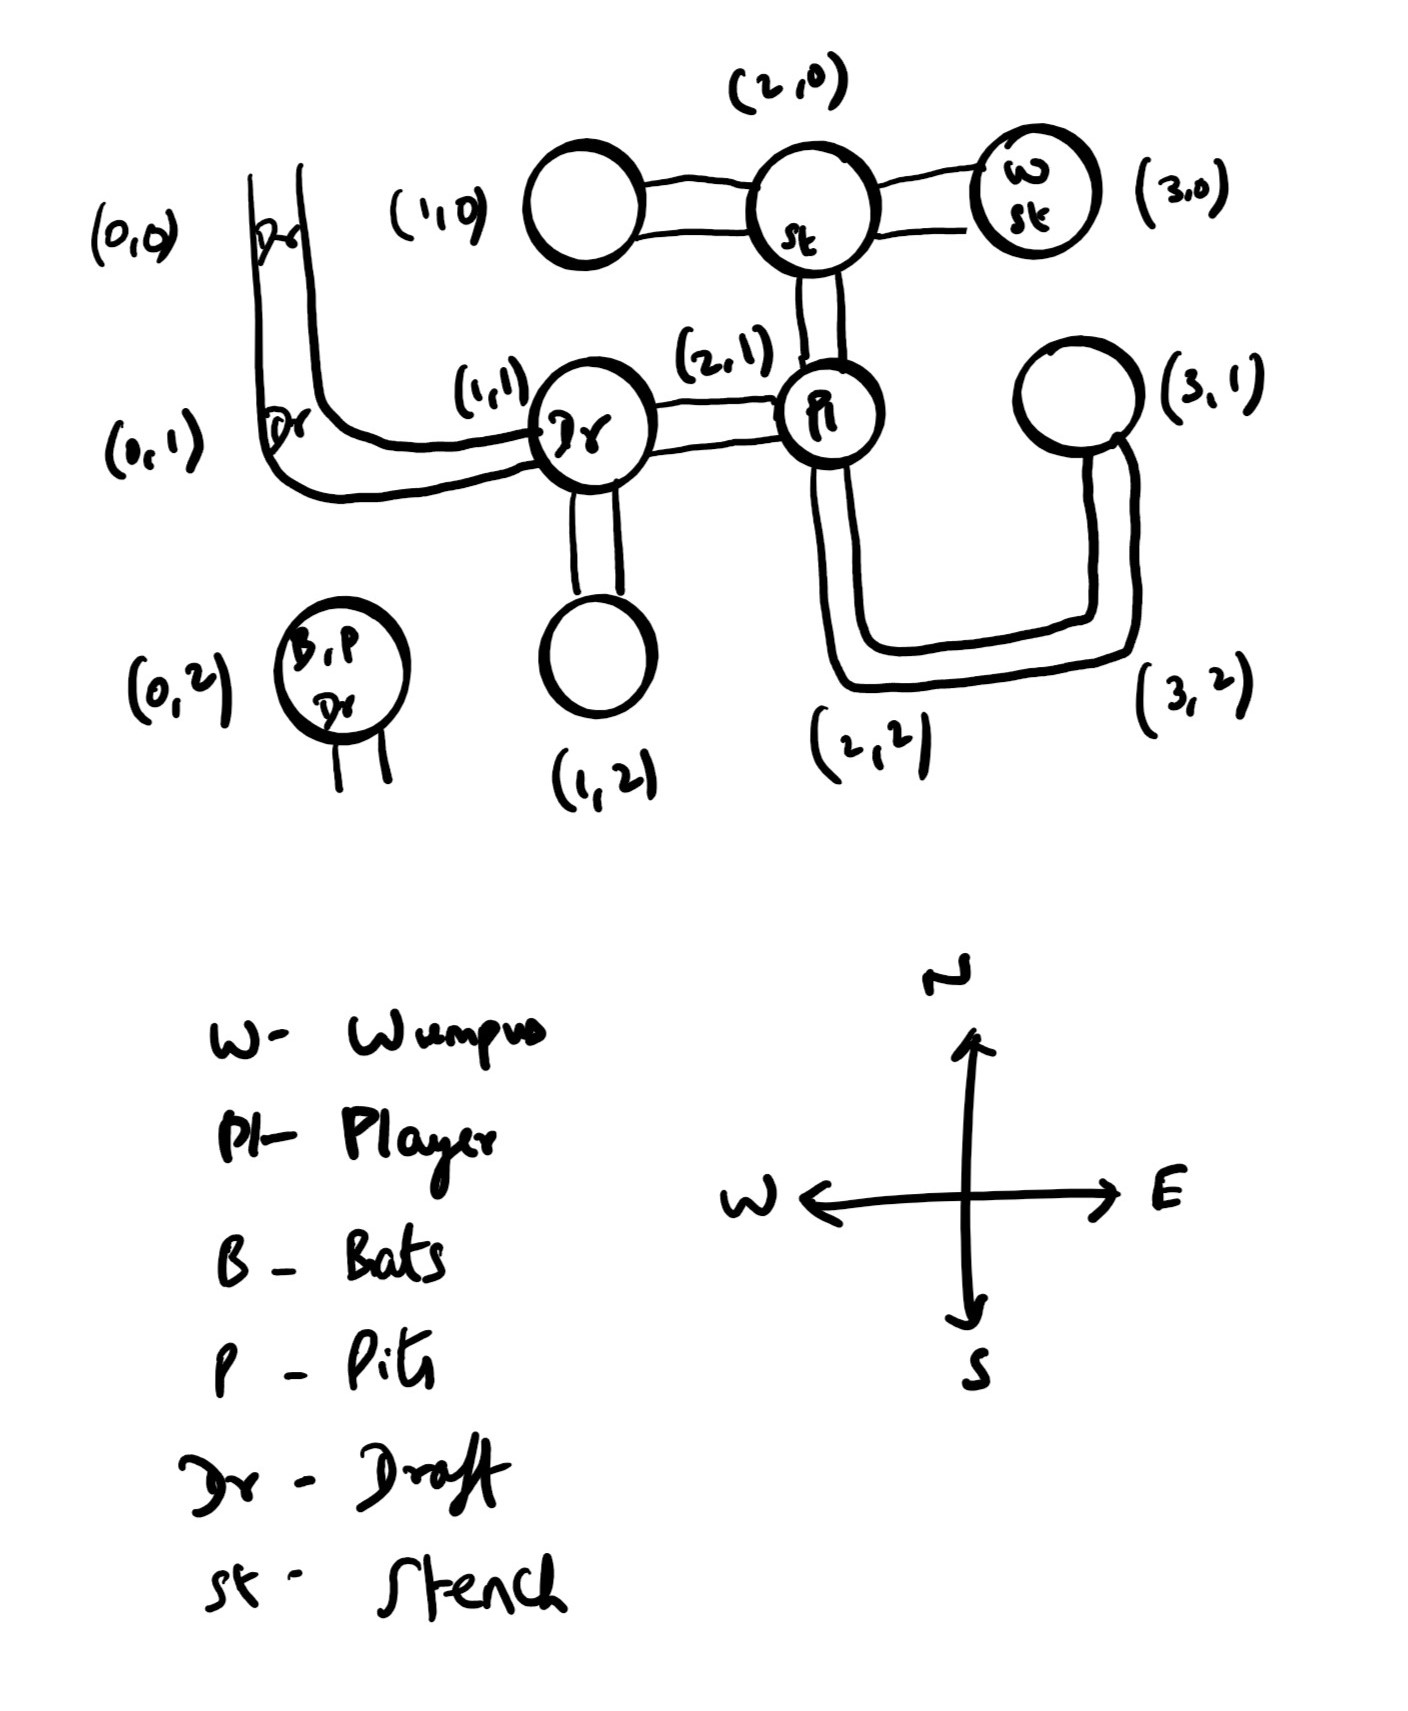 (2,0)
(0,0) Dr (1,0) st W (3,0)
st
(2,1)
(0,1) Dr (1,1) Dr Pl (3,1)
(0,2) B,P
Dr
(1,2) (2,2) (3,2)
N
W - Wumpus
Pl - Player
W E
B - Bats
S
P - Pits
Dr - Draft
st - Stench